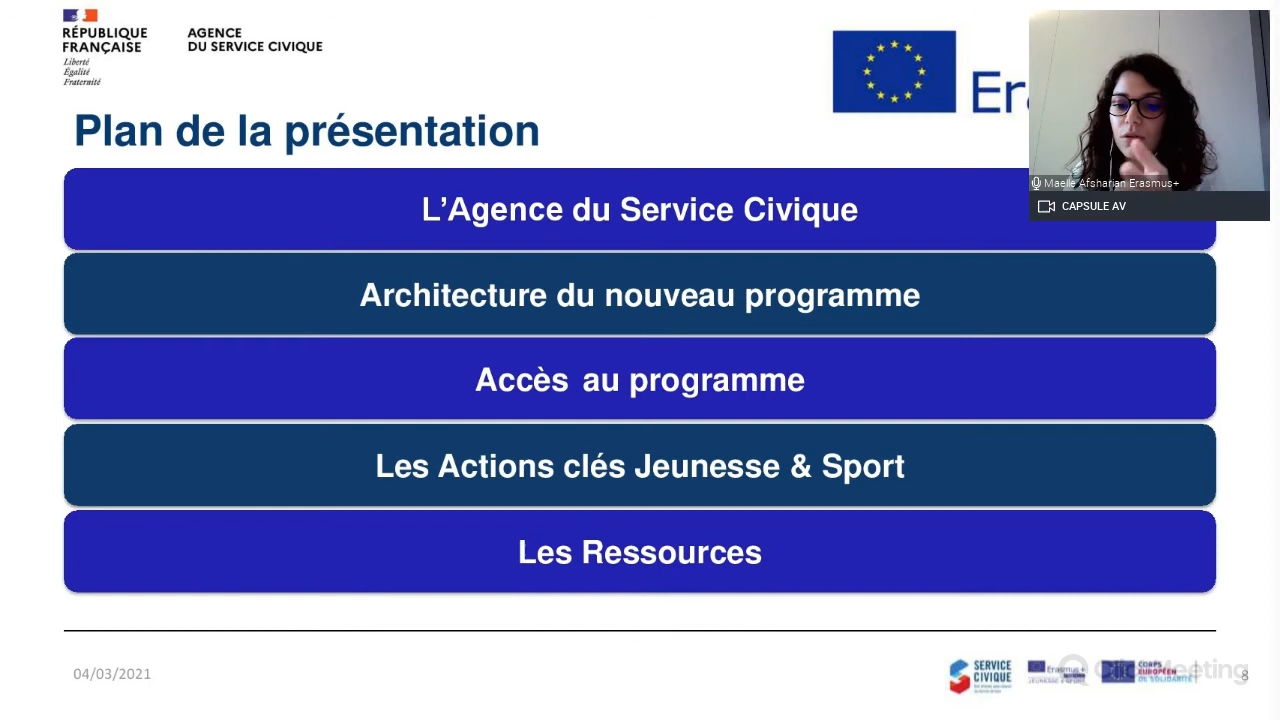 RÉPUBLIQUE
FRANÇAISE
Liberté
Égalité
Fraternité
AGENCE
DU SERVICE CIVIQUE
Er
Plan de la présentation
Maelle Afsharian Erasmus+
CAPSULE AV
L’Agence du Service Civique
Architecture du nouveau programme
Accès au programme
Les Actions clés Jeunesse & Sport
Les Ressources
04/03/2021
SERVICE
CIVIQUE
Erasmus +
JEUNESSE & SPORT
CORPS
EUROPÉEN
DE SOLIDARITÉ
ClickMeeting
8